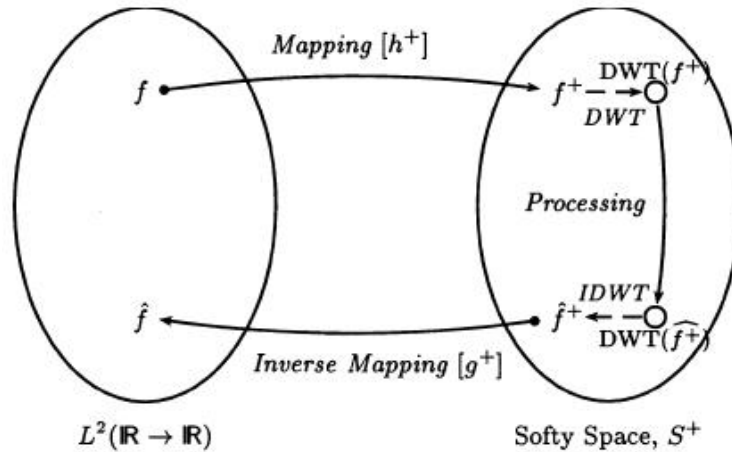 Mapping [h⁺]
f
f⁺
DWT(f⁺)
DWT
Processing
IDWT
f̂
f̂⁺
DWT(f̂⁺)
Inverse Mapping [g⁺]
L²(ℝ → ℝ)
Softy Space, S⁺